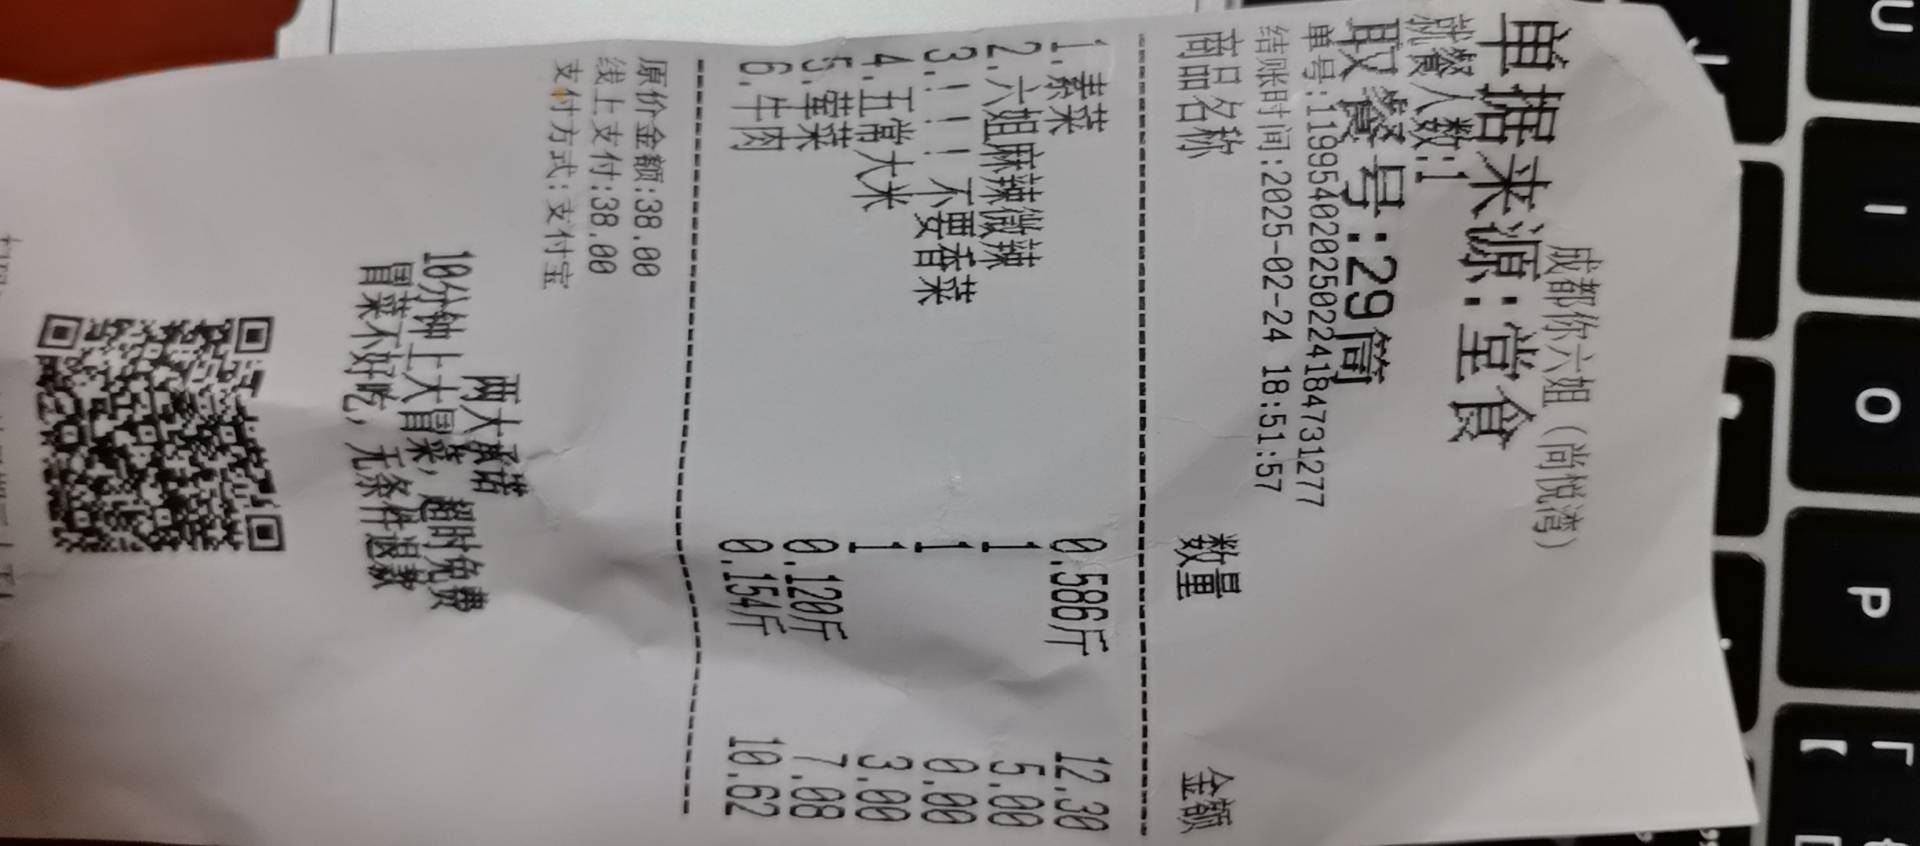 成都你六姐(尚悦湾)
单据来源:堂食
就餐人数:1
取餐号:29筒
单号:119954020250224184731277
结账时间:2025-02-24 18:51:57
商品名称 数量 金额
1.素菜 0.586斤 12.30
2.六姐麻辣微辣 1 5.00
3.!!!不要香菜 1 0.00
4.五常大米 1 3.00
5.荤菜 0.120斤 7.08
6.牛肉 0.154斤 10.62
原价金额:38.00
线上支付:38.00
支付方式:支付宝
两大承诺
10分钟上大冒菜,超时免费
冒菜不好吃,无条件退款
U
I
O
P